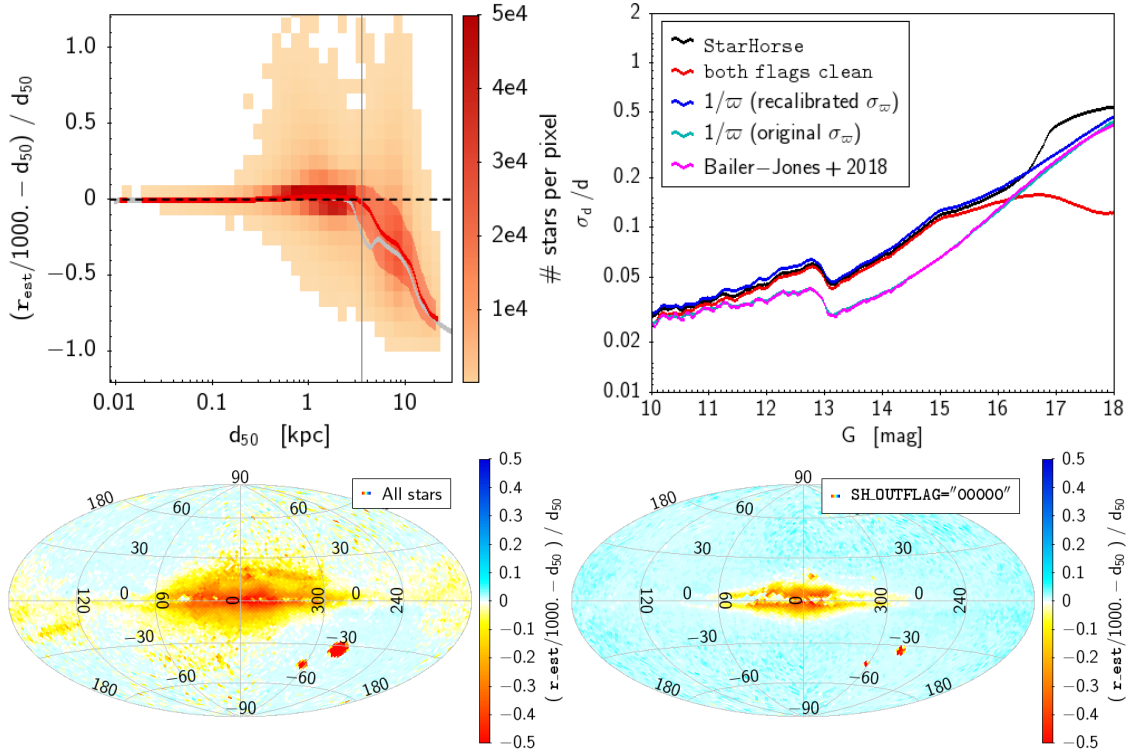 1.0
0.5
0
−0.5
−1.0
(r_est/1000. − d50) / d50
0.01
0.1
1
10
d50 [kpc]
5e4
4e4
3e4
2e4
1e4
# stars per pixel
2
1
0.5
0.2
0.1
0.05
0.02
0.01
σd/d
StarHorse
both flags clean
1/ϖ (recalibrated σϖ)
1/ϖ (original σϖ)
Bailer−Jones + 2018
10 11 12 13 14 15 16 17 18
G [mag]
All stars
90
180 60 180
30 30
120 0 60 0 300 0 240
−30 −30
180 −60 −60 180
−90
0.5
0.4
0.3
0.2
0.1
0
−0.1
−0.2
−0.3
−0.4
−0.5
( r_est/1000. − d50 ) / d50
SH_OUTFLAG="00000"
90
180 60 60
30 30
120 0 60 0 300 0 240
−30 −30
180 −60 −60 180
−90
0.5
0.4
0.3
0.2
0.1
0
−0.1
−0.2
−0.3
−0.4
−0.5
( r_est/1000. − d50 ) / d50